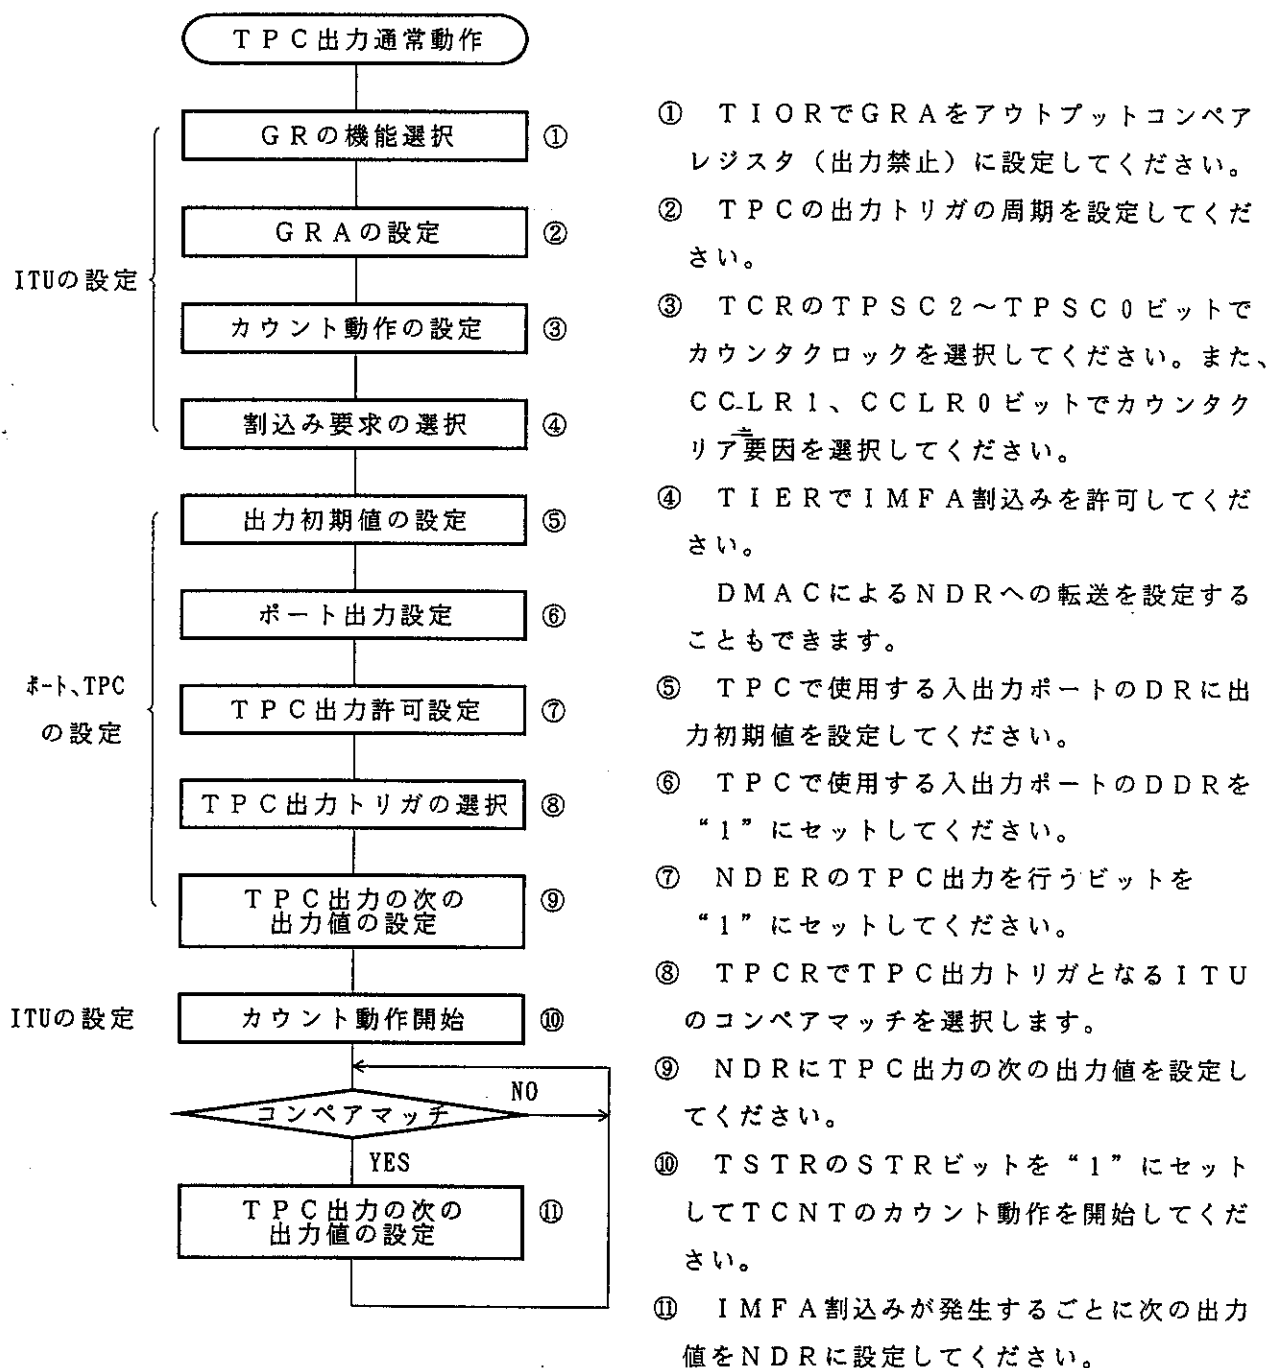 TPC出力通常動作
GRの機能選択 ①
GRAの設定 ②
ITUの設定
カウント動作の設定 ③
割込み要求の選択 ④
出力初期値の設定 ⑤
ポート出力設定 ⑥
ポート、TPC
の設定
TPC出力許可設定 ⑦
TPC出力トリガの選択 ⑧
TPC出力の次の
出力値の設定 ⑨
ITUの設定
カウント動作開始 ⑩
コンペアマッチ
NO
YES
TPC出力の次の
出力値の設定 ⑪
① TIORでGRAをアウトプットコンペア
レジスタ(出力禁止)に設定してください。
② TPCの出力トリガの周期を設定してくだ
さい。
③ TCRのTPSC2~TPSC0ビットで
カウンタクロックを選択してください。また、
CCLR1、CCLR0ビットでカウンタク
リア要因を選択してください。
④ TIERでIMFA割込みを許可してくだ
さい。
DMACによるNDRへの転送を設定する
こともできます。
⑤ TPCで使用する入出力ポートのDRに出
力初期値を設定してください。
⑥ TPCで使用する入出力ポートのDDRを
“1”にセットしてください。
⑦ NDERのTPC出力を行うビットを
“1”にセットしてください。
⑧ TPCRでTPC出力トリガとなるITU
のコンペアマッチを選択します。
⑨ NDRにTPC出力の次の出力値を設定し
てください。
⑩ TSTRのSTRビットを“1”にセット
してTCNTのカウント動作を開始してくだ
さい。
⑪ IMFA割込みが発生するごとに次の出力
値をNDRに設定してください。